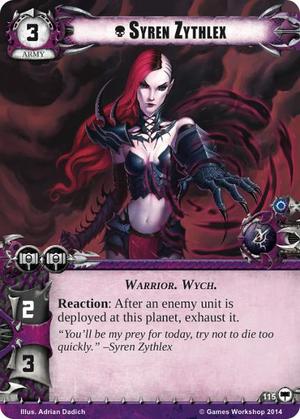 3
ARMY
SYREN ZYTHLEX
2
3
WARRIOR. WYCH.
Reaction: After an enemy unit is
deployed at this planet, exhaust it.
“You’ll be my prey for today, try not to die too
quickly.” –Syren Zythlex
115
Illus. Adrian Dadich
© Games Workshop 2014